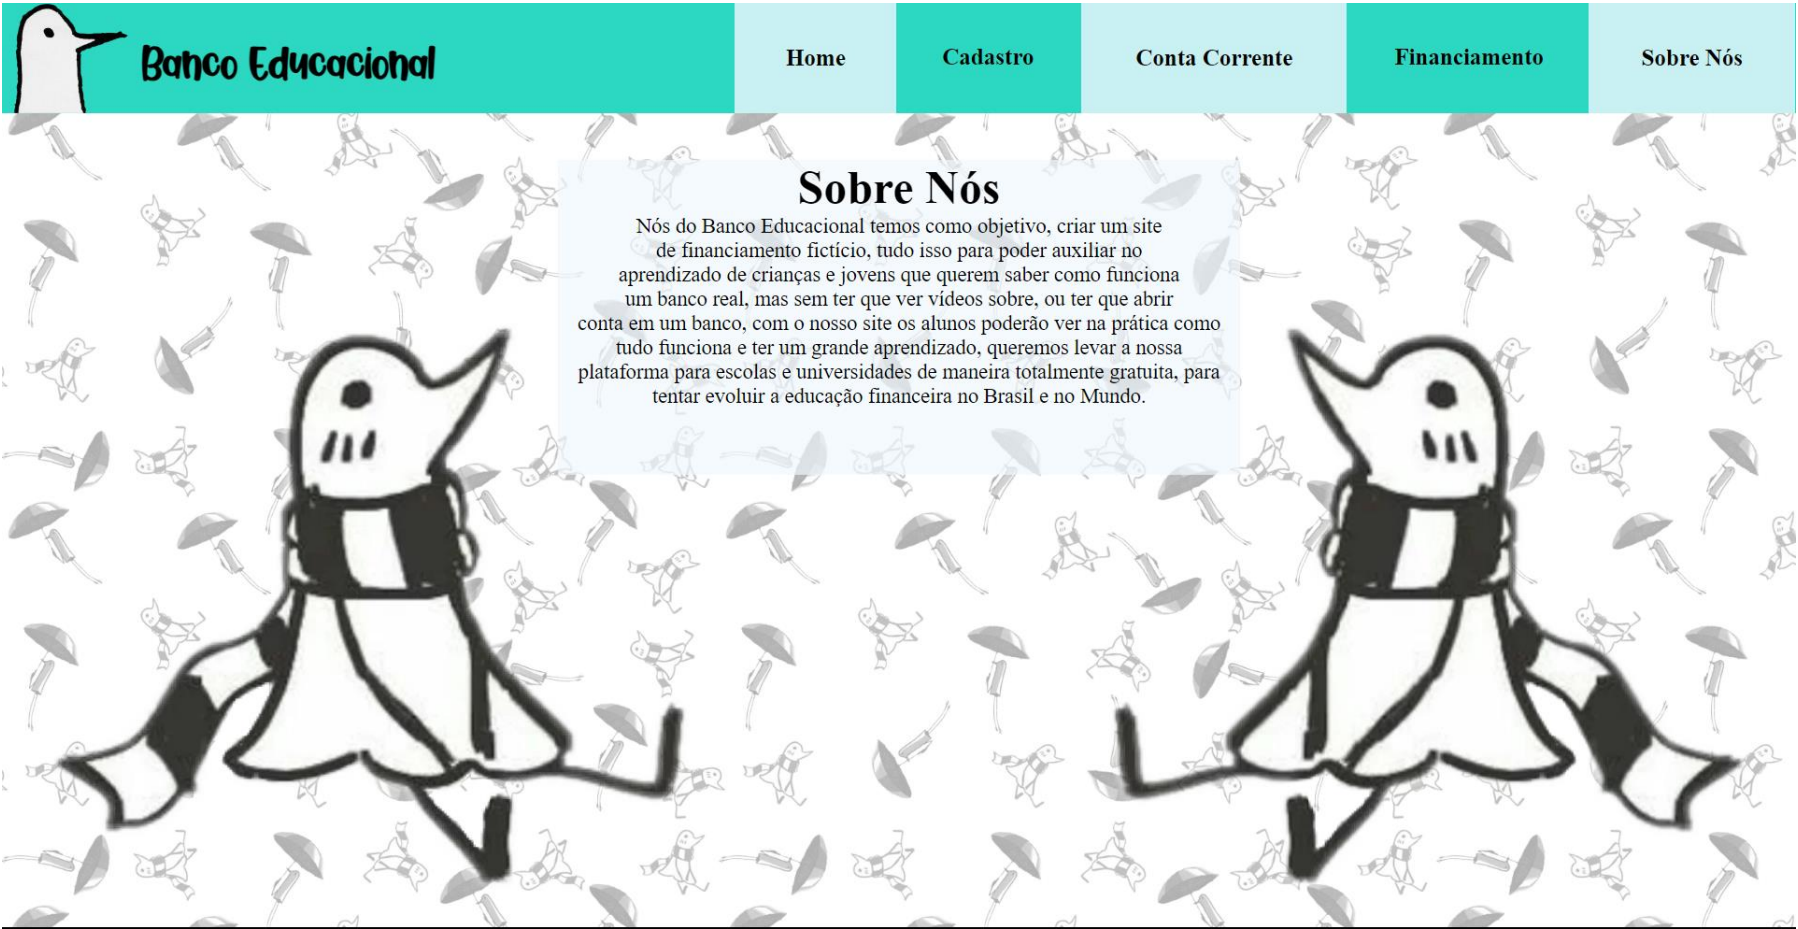 Banco Educacional
Home
Cadastro
Conta Corrente
Financiamento
Sobre Nós
Sobre Nós
Nós do Banco Educacional temos como objetivo, criar um site
de financiamento fictício, tudo isso para poder auxiliar no
aprendizado de crianças e jovens que querem saber como funciona
um banco real, mas sem ter que ver vídeos sobre, ou ter que abrir
conta em um banco, com o nosso site os alunos poderão ver na prática como
tudo funciona e ter um grande aprendizado, queremos levar a nossa
plataforma para escolas e universidades de maneira totalmente gratuita, para
tentar evoluir a educação financeira no Brasil e no Mundo.